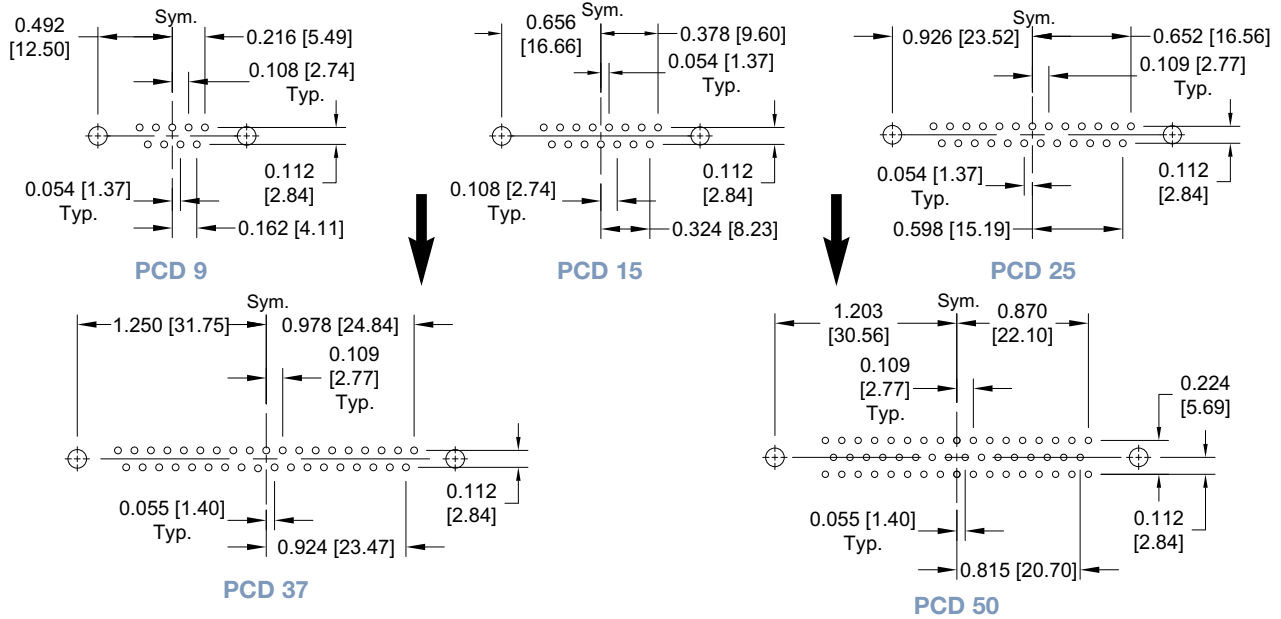 Sym.
0.492
[12.50]
0.216 [5.49]
0.108 [2.74]
Typ.
0.112
[2.84]
0.054 [1.37]
Typ.
0.162 [4.11]
PCD 9
Sym.
0.656
[16.66]
0.378 [9.60]
0.054 [1.37]
Typ.
0.112
[2.84]
0.108 [2.74]
Typ.
0.324 [8.23]
PCD 15
Sym.
0.926 [23.52]
0.652 [16.56]
0.109 [2.77]
Typ.
0.112
[2.84]
0.054 [1.37]
Typ.
0.598 [15.19]
PCD 25
Sym.
1.250 [31.75]
0.978 [24.84]
0.109
[2.77]
Typ.
0.112
[2.84]
0.055 [1.40]
Typ.
0.924 [23.47]
PCD 37
Sym.
1.203
[30.56]
0.870
[22.10]
0.109
[2.77]
Typ.
0.224
[5.69]
0.112
[2.84]
0.055 [1.40]
Typ.
0.815 [20.70]
PCD 50